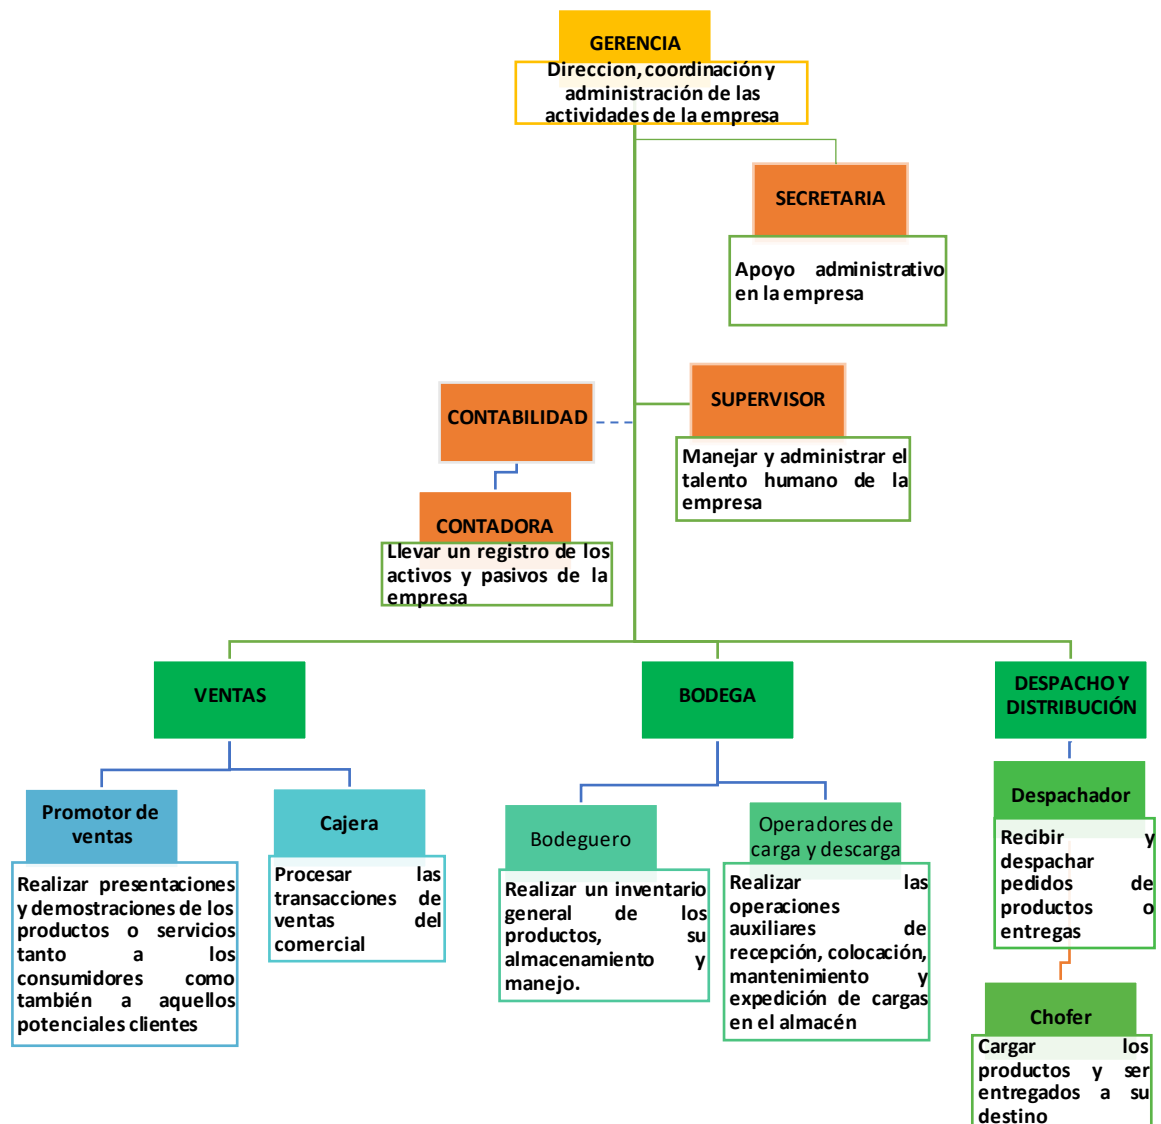 GERENCIA
Direccion, coordinación y
administración de las
actividades de la empresa
SECRETARIA
Apoyo administrativo
en la empresa
CONTABILIDAD
SUPERVISOR
Manejar y administrar el
talento humano de la
empresa
CONTADORA
Llevar un registro de los
activos y pasivos de la
empresa
VENTAS
BODEGA
DESPACHO Y
DISTRIBUCIÓN
Promotor de
ventas
Realizar presentaciones
y demostraciones de los
productos o servicios
tanto a los
consumidores como
también a aquellos
potenciales clientes
Cajera
Procesar las
transacciones de
ventas del
comercial
Bodeguero
Realizar un inventario
general de los
productos, su
almacenamiento y
manejo.
Operadores de
carga y descarga
Realizar las
operaciones
auxiliares de
recepción, colocación,
mantenimiento y
expedición de cargas
en el almacén
Despachador
Recibir y
despachar
pedidos de
productos o
entregas
Chofer
Cargar los
productos y ser
entregados a su
destino